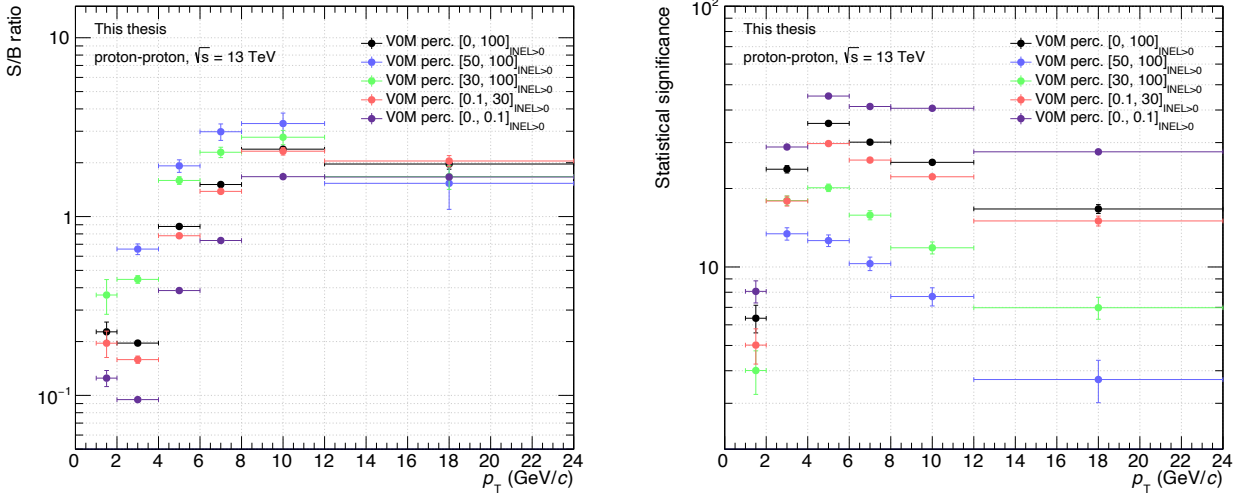 S/B ratio
This thesis
proton-proton, √s = 13 TeV
V0M perc. [0, 100]INEL>0
V0M perc. [50, 100]INEL>0
V0M perc. [30, 100]INEL>0
V0M perc. [0.1, 30]INEL>0
V0M perc. [0., 0.1]INEL>0
10
1
10−1
0 2 4 6 8 10 12 14 16 18 20 22 24
pT (GeV/c)
Statistical significance
This thesis
proton-proton, √s = 13 TeV
V0M perc. [0, 100]INEL>0
V0M perc. [50, 100]INEL>0
V0M perc. [30, 100]INEL>0
V0M perc. [0.1, 30]INEL>0
V0M perc. [0., 0.1]INEL>0
102
10
0 2 4 6 8 10 12 14 16 18 20 22 24
pT (GeV/c)